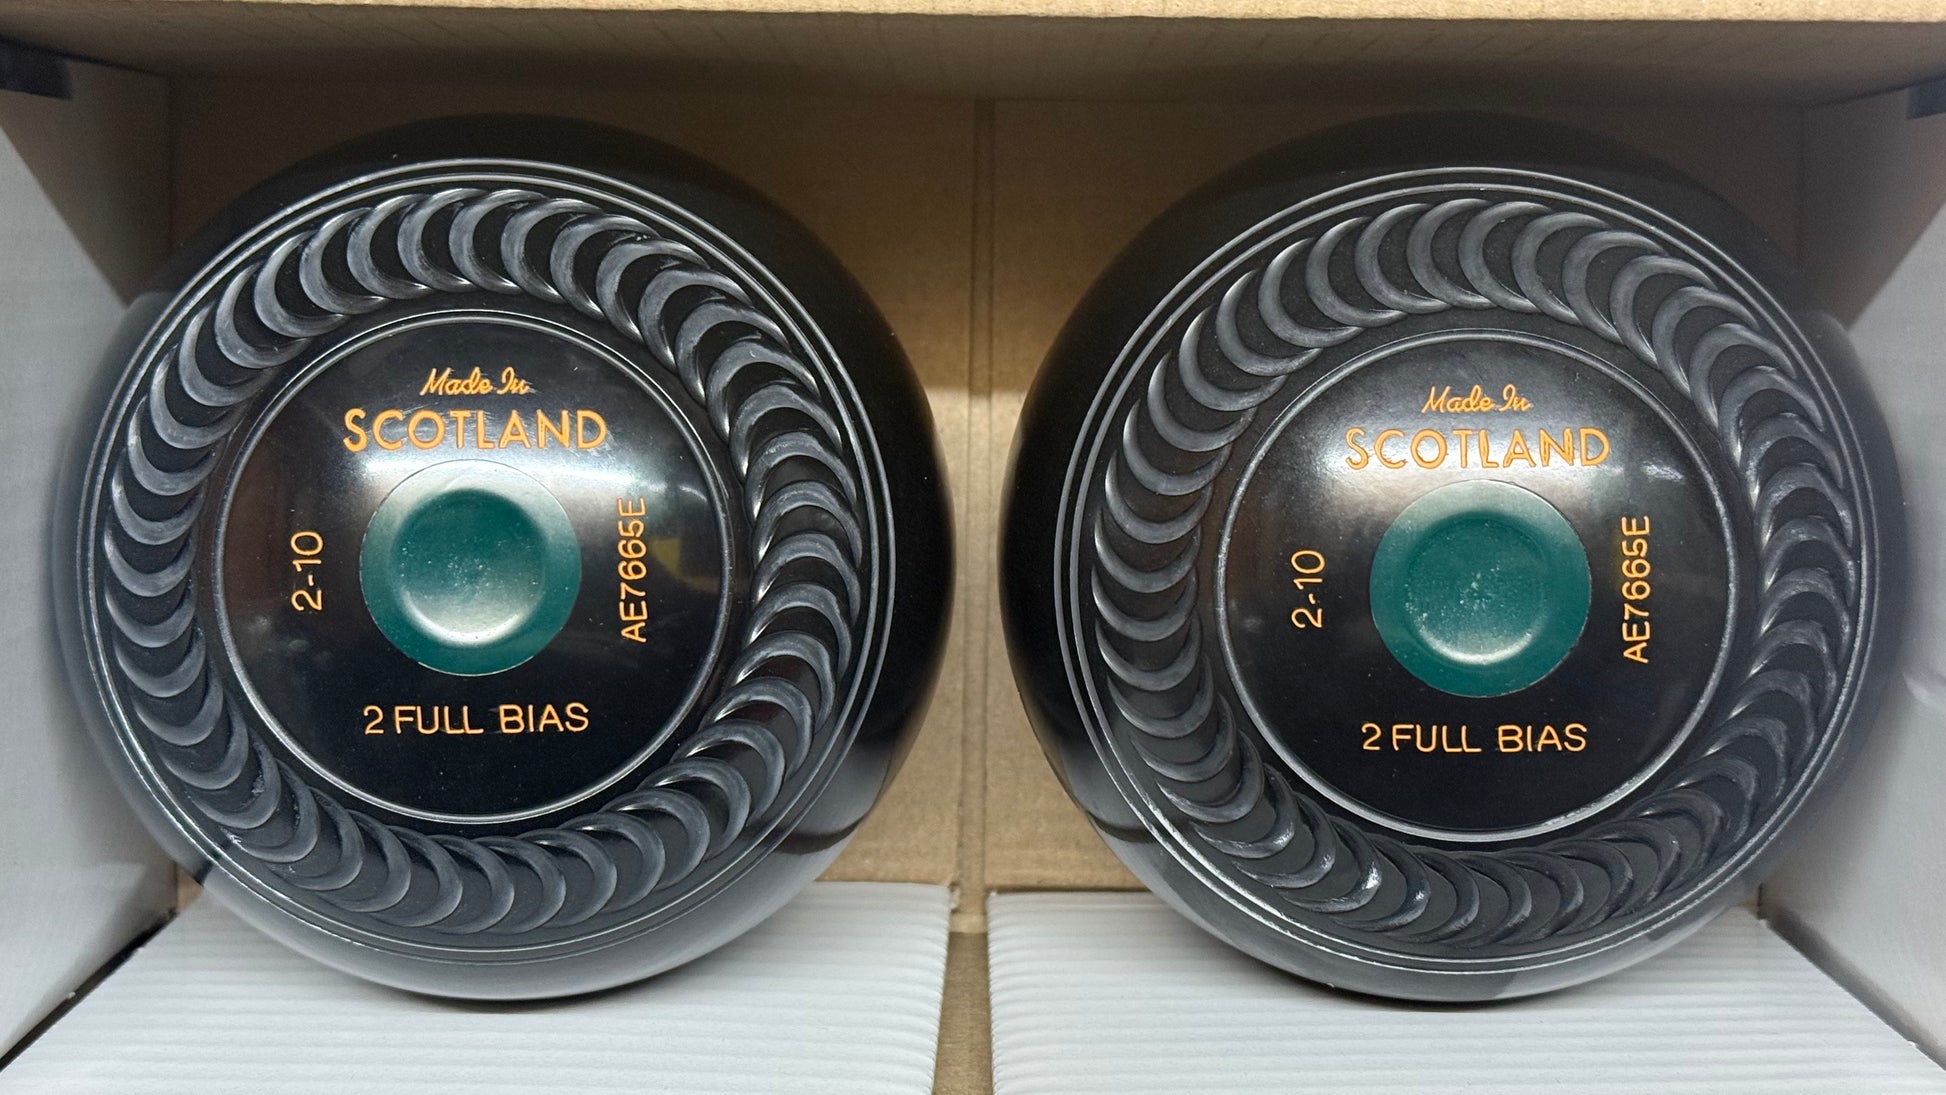 Made In
SCOTLAND
2-10
AE7665E
2 FULL BIAS
Made In
SCOTLAND
2-10
AE7665E
2 FULL BIAS